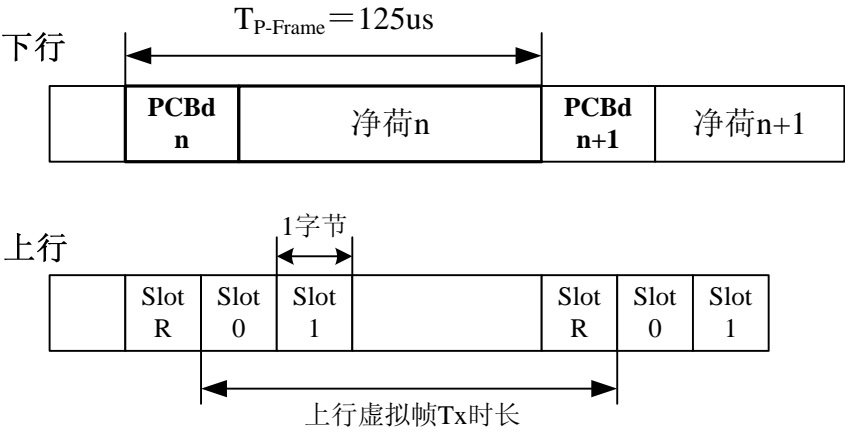 T_P-Frame＝125us
下行
PCBd
n
净荷n
PCBd
n+1
净荷n+1
1字节
上行
Slot
R
Slot
0
Slot
1
Slot
R
Slot
0
Slot
1
上行虚拟帧Tx时长